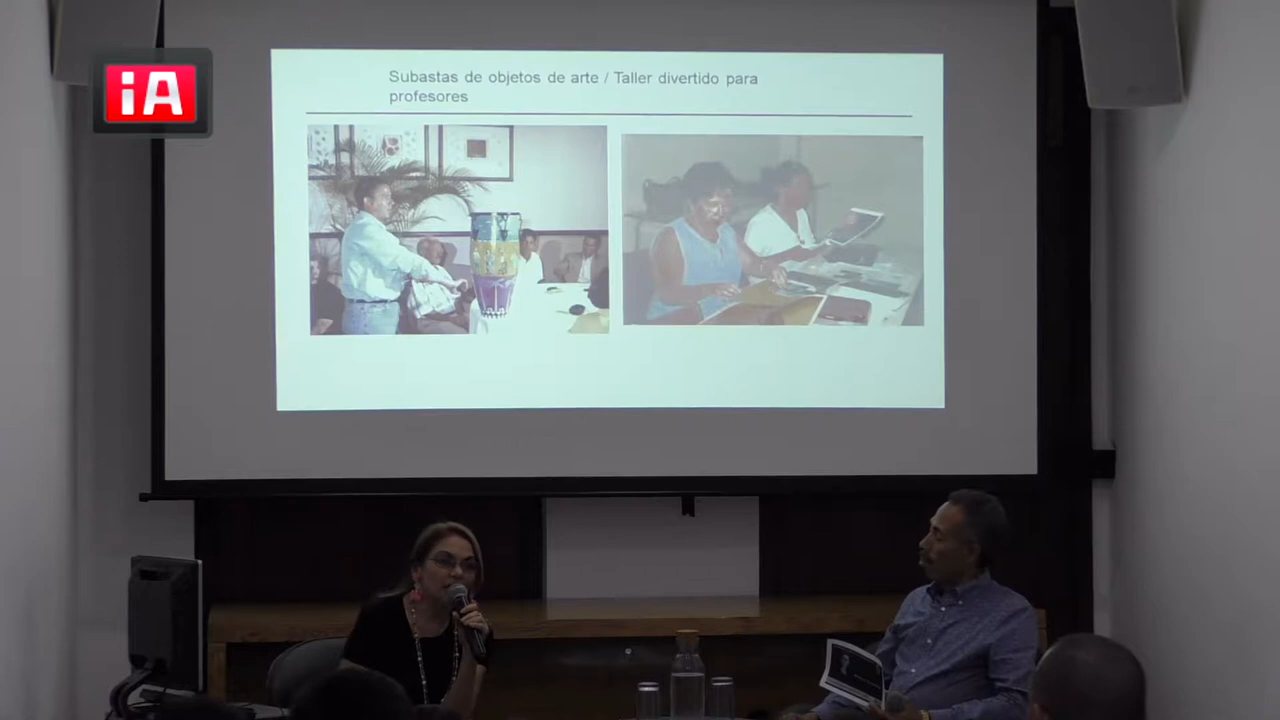 iA
Subastas de objetos de arte / Taller divertido para
profesores